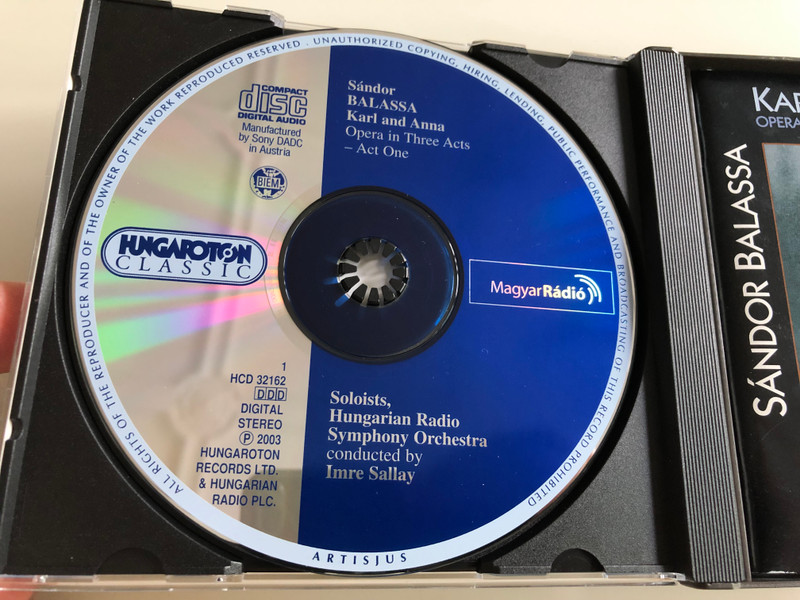 ALL RIGHTS OF THE REPRODUCER AND OF THE OWNER OF THE WORK REPRODUCED RESERVED . UNAUTHORIZED COPYING, HIRING, LENDING, PUBLIC PERFORMANCE AND BROADCASTING OF THIS RECORD PROHIBITED
COMPACT
disc
DIGITAL AUDIO
Manufactured
by Sony DADC
in Austria
BIEM
Sándor
BALASSA
Karl and Anna
Opera in Three Acts
– Act One
HUNGAROTON
CLASSIC
MagyarRádió
1
HCD 32162
DDD
DIGITAL
STEREO
Ⓟ 2003
HUNGAROTON
RECORDS LTD.
& HUNGARIAN
RADIO PLC.
Soloists,
Hungarian Radio
Symphony Orchestra
conducted by
Imre Sallay
ARTISJUS
SÁNDOR BALASSA
OPERA